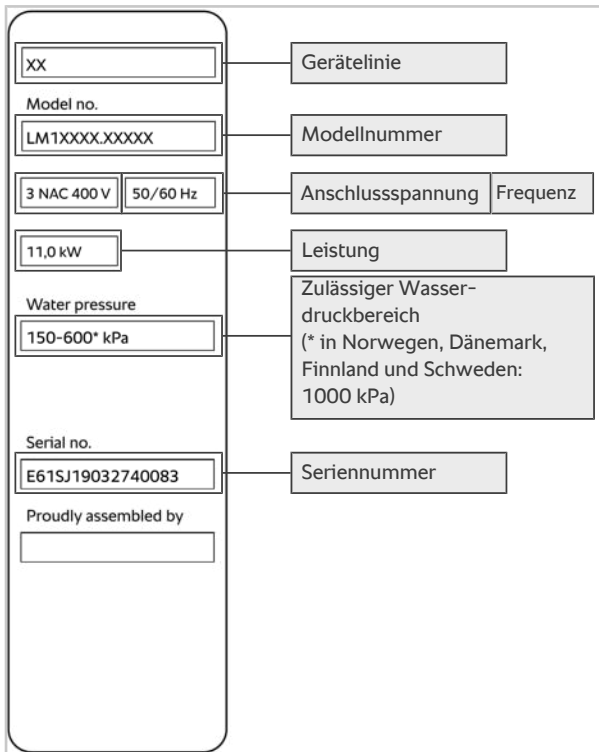 XX
Gerätelinie
Model no.
LM1XXXX.XXXXX
Modellnummer
3 NAC 400 V
50/60 Hz
Anschlussspannung
Frequenz
11,0 kW
Leistung
Water pressure
150-600* kPa
Zulässiger Wasser-
druckbereich
(* in Norwegen, Dänemark,
Finnland und Schweden:
1000 kPa)
Serial no.
E61SJ19032740083
Seriennummer
Proudly assembled by